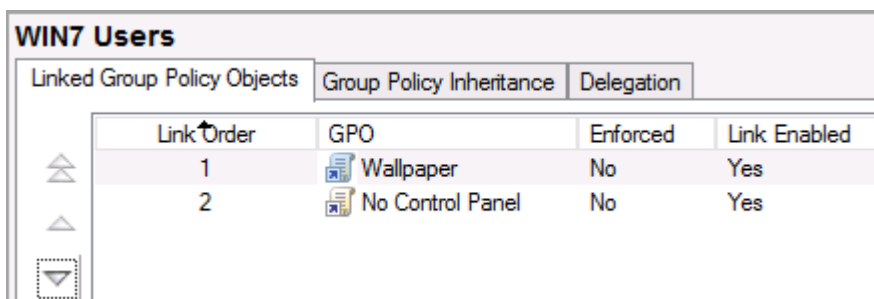 WIN7 Users
Linked Group Policy Objects Group Policy Inheritance Delegation
Link Order GPO Enforced Link Enabled
1 Wallpaper No Yes
2 No Control Panel No Yes